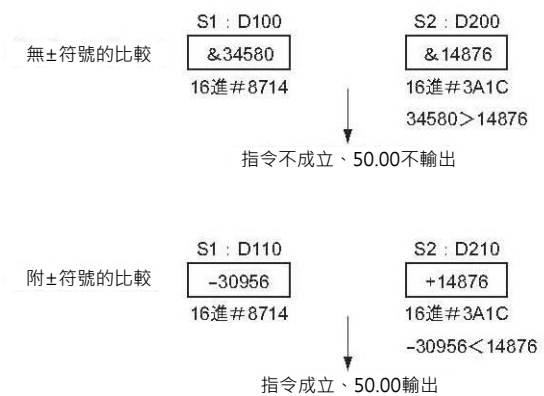 S1：D100 S2：D200
無±符號的比較 &34580 &14876
16進#8714 16進#3A1C
34580＞14876
指令不成立、50.00不輸出
S1：D110 S2：D210
附±符號的比較 −30956 +14876
16進#8714 16進#3A1C
−30956＜14876
指令成立、50.00輸出